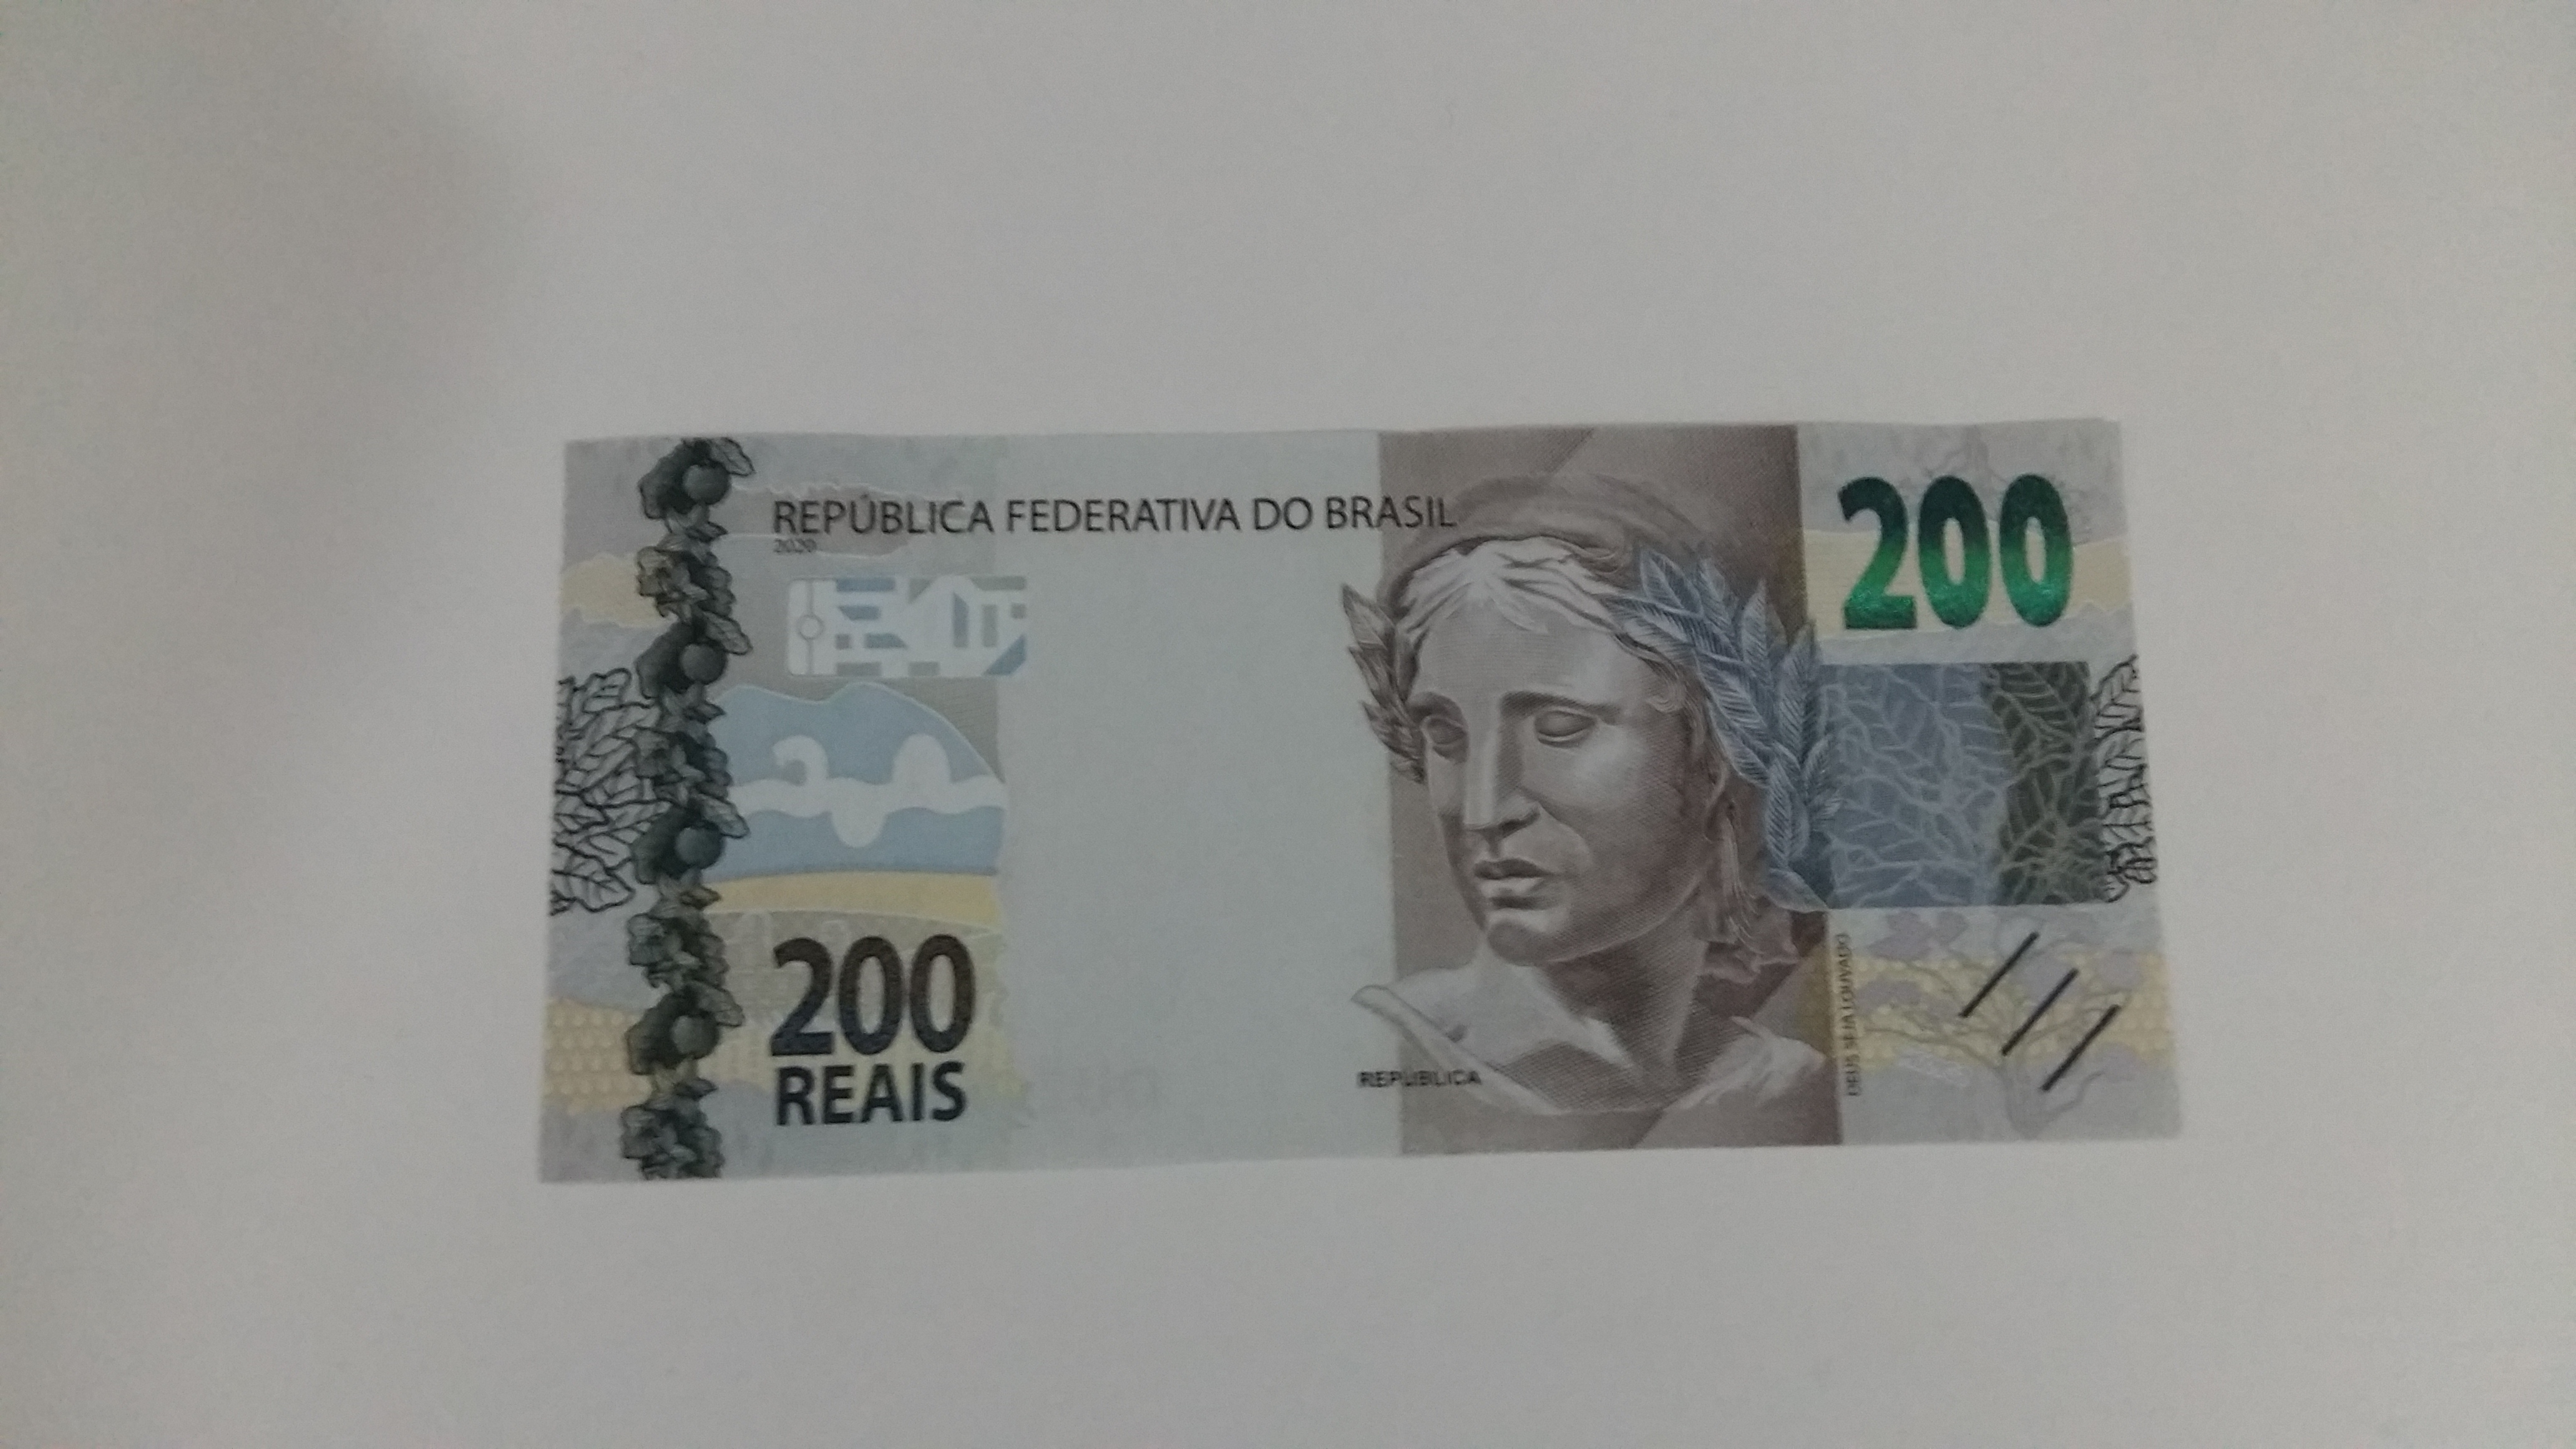 REPÚBLICA FEDERATIVA DO BRASIL
2020
200
REAIS
REPÚBLICA
DEUS SEJA LOUVADO
200